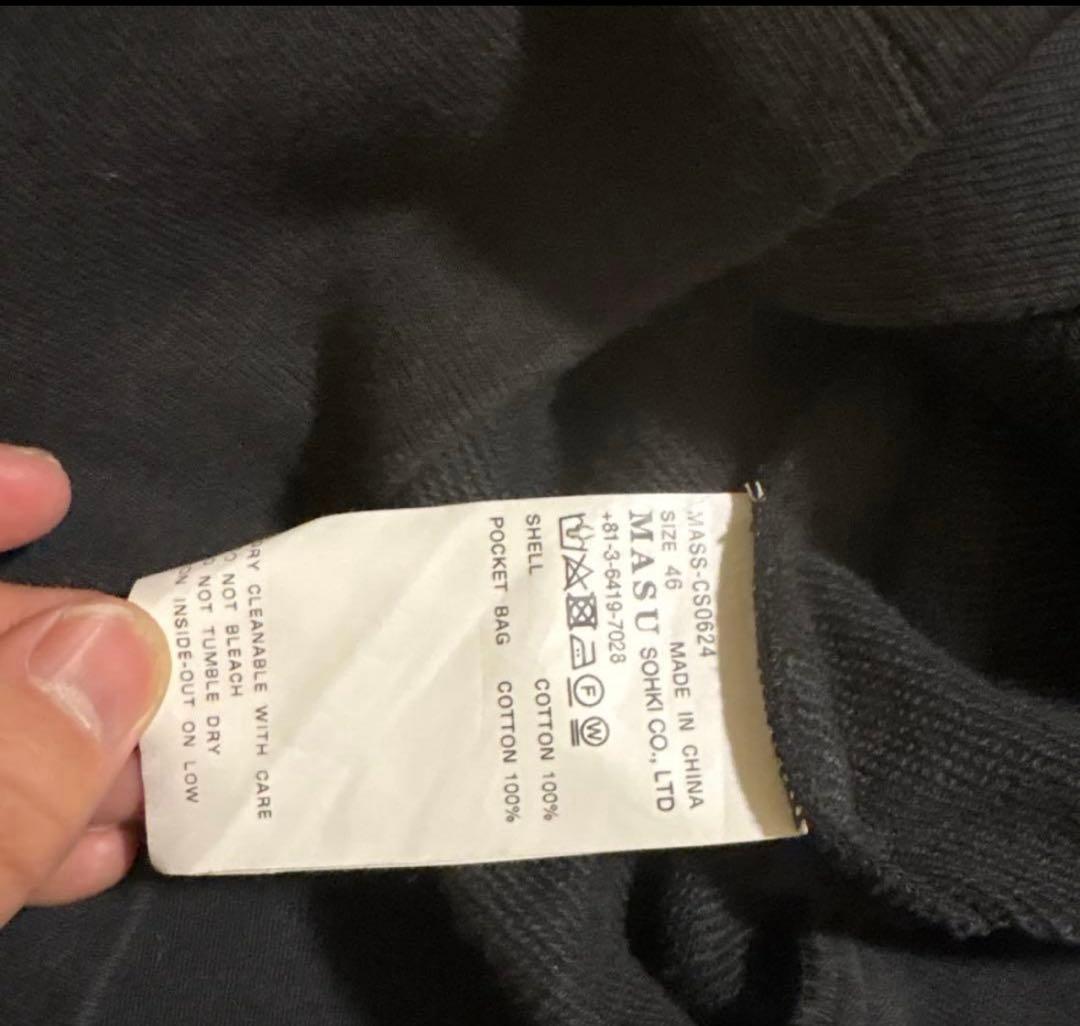 MASS-CS0624
SIZE 46 MADE IN CHINA
MASU SOHKI CO., LTD
+81-3-6419-7028
F W
SHELL COTTON 100%
POCKET BAG COTTON 100%
RY CLEANABLE WITH CARE
O NOT BLEACH
NOT TUMBLE DRY
N INSIDE-OUT ON LOW